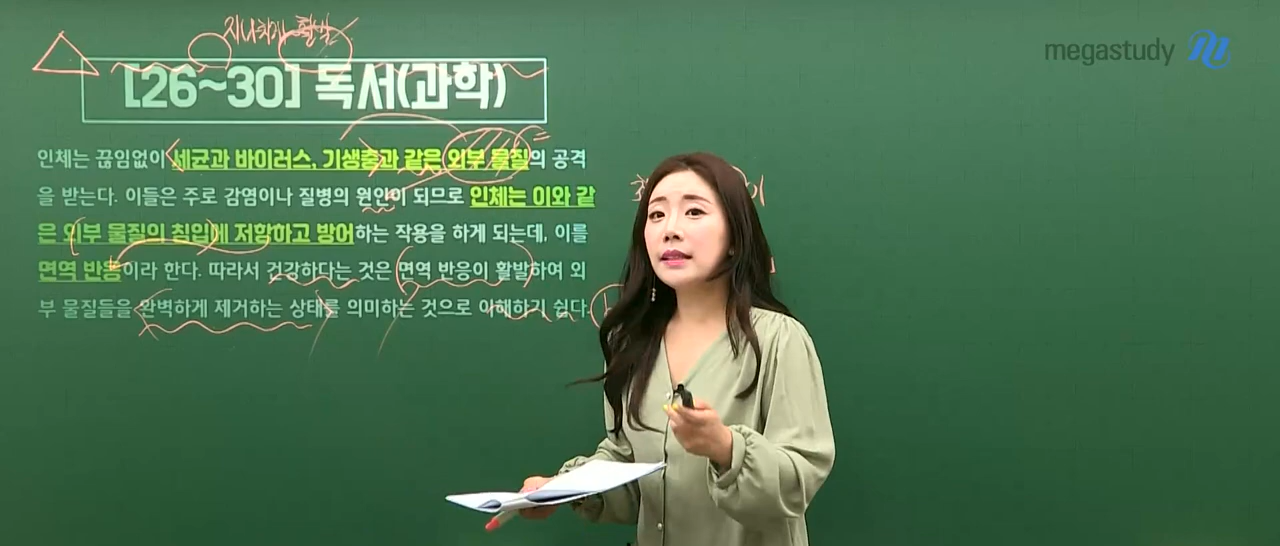 지나치게 활발
megastudy
[26~30] 독서(과학)
인체는 끊임없이 세균과 바이러스, 기생충과 같은 외부 물질의 공격
을 받는다. 이들은 주로 감염이나 질병의 원인이 되므로 인체는 이와 같
은 외부 물질의 침입에 저항하고 방어하는 작용을 하게 되는데, 이를
면역 반응이라 한다. 따라서 건강하다는 것은 면역 반응이 활발하여 외
부 물질들을 완벽하게 제거하는 상태를 의미하는 것으로 이해하기 쉽다.